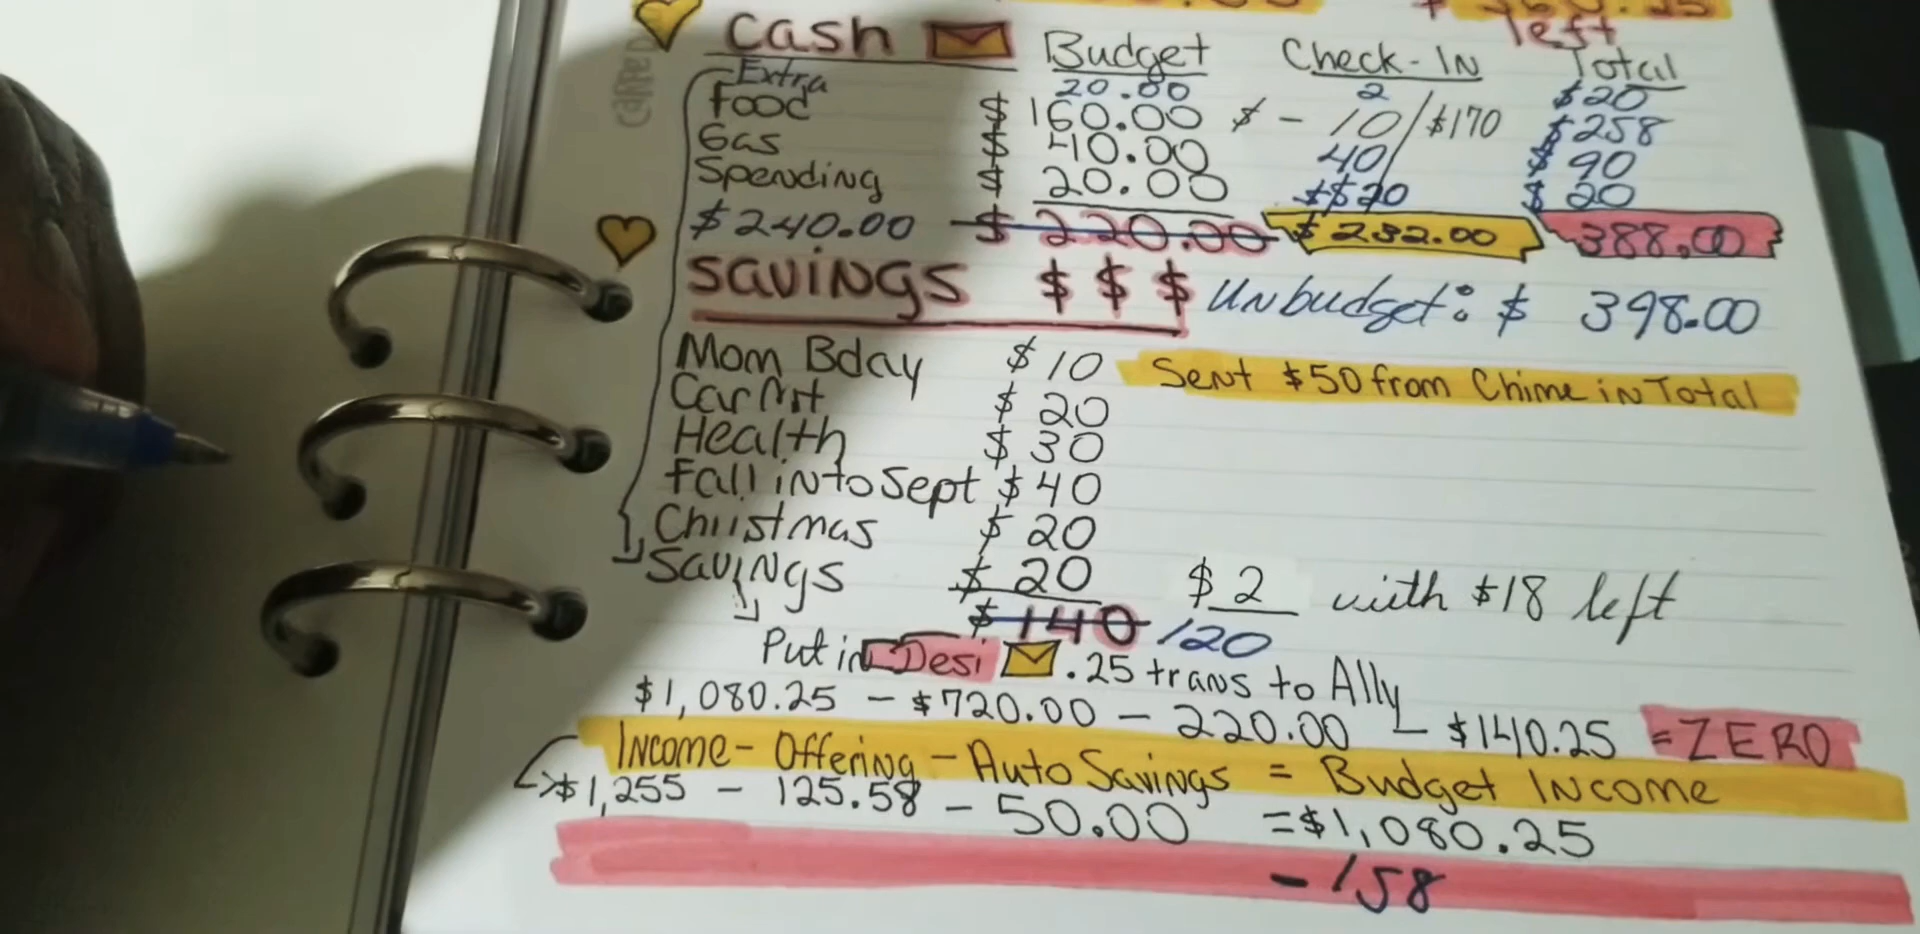 left
Cash Budget Check-IN Total
Extra 20.00 2 $20
Food $ 160.00 $ - 10/$170 $258
Gas $ 40.00 40/ $90
Spending $ 20.00 $20 $20
$240.00 $ 220.00 $232.00 388.00
SAVINGS $ $ $ Unbudget: $ 398.00
Mom Bday $10 Sent $50 from Chime in Total
Car $ 20
Health $ 30
Fall into Sept $40
Christmas $ 20
Savings $ 20 $2 with $18 left
$140 120
Put in Desi .25 trans to Ally
$1,080.25 - $720.00 - 220.00 - $140.25 = ZERO
Income - Offering - Auto Savings = Budget INcome
$1,255 - 125.58 - 50.00 = $1,080.25
- 158